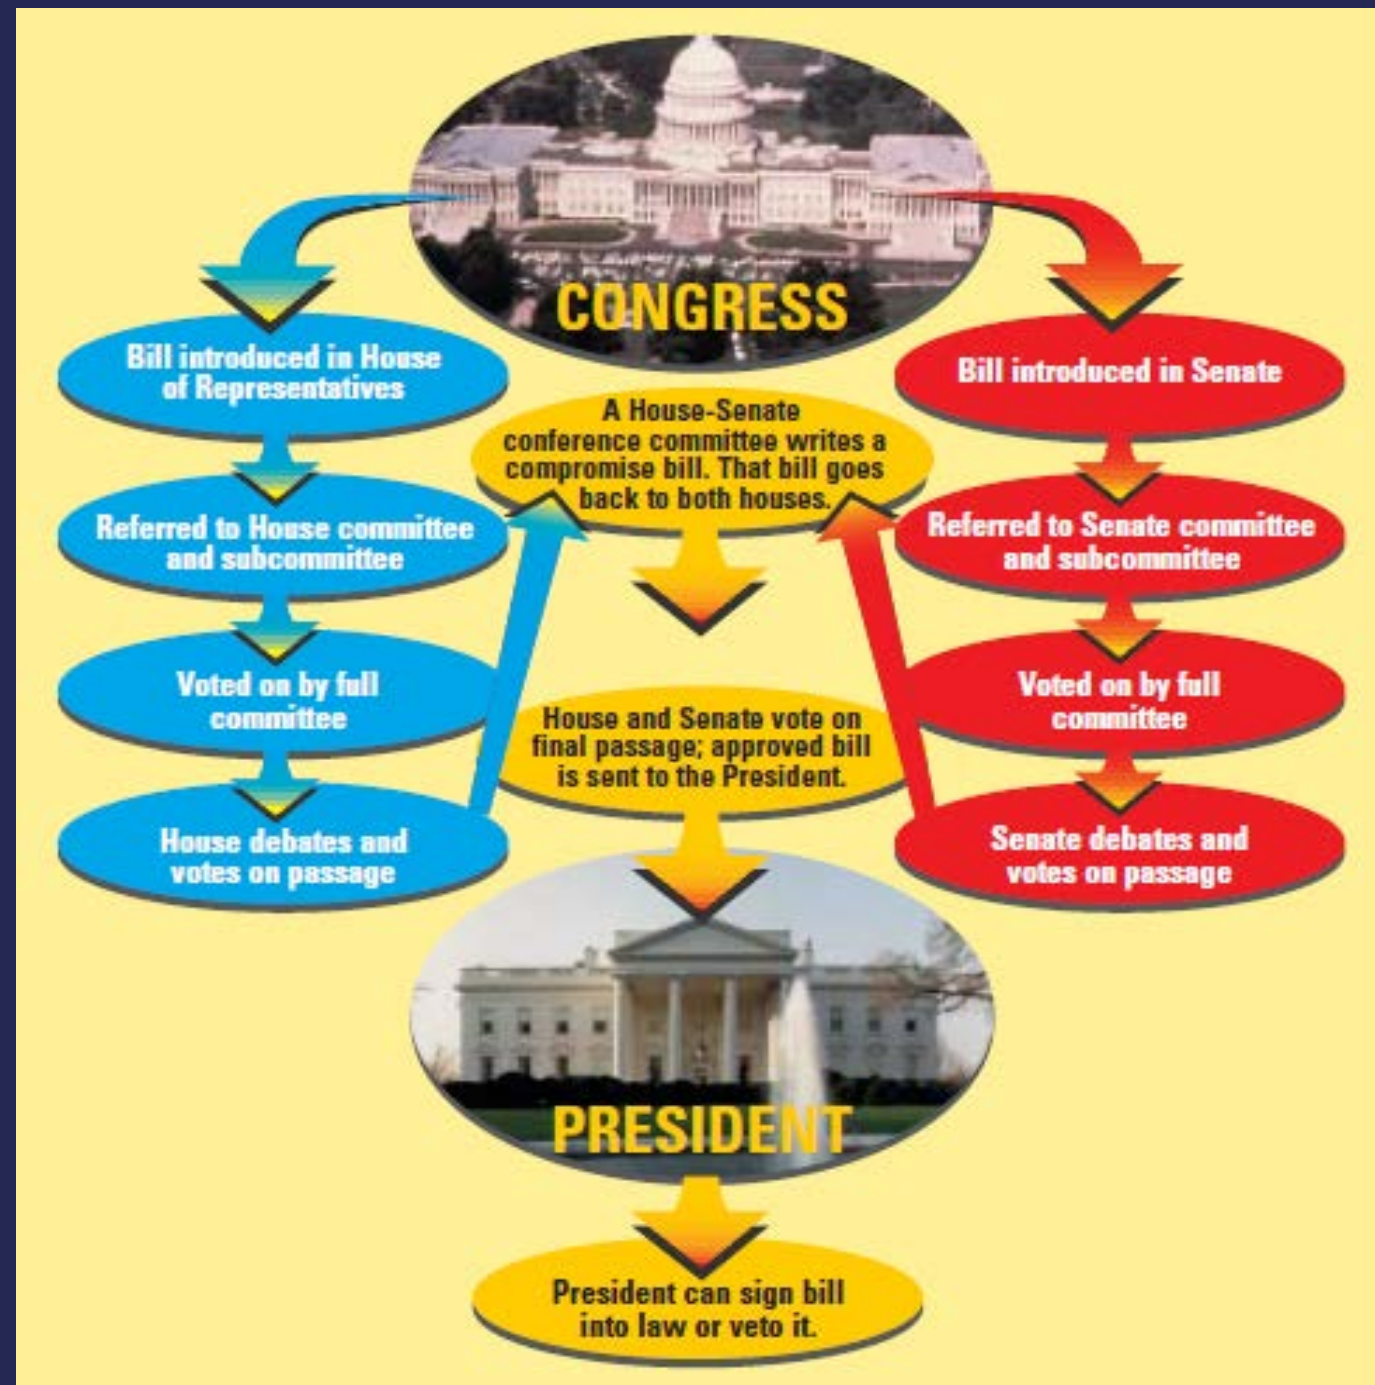 CONGRESS
Bill introduced in House
of Representatives
Referred to House committee
and subcommittee
Voted on by full
committee
House debates and
votes on passage
Bill introduced in Senate
Referred to Senate committee
and subcommittee
Voted on by full
committee
Senate debates and
votes on passage
A House-Senate
conference committee writes a
compromise bill. That bill goes
back to both houses.
House and Senate vote on
final passage; approved bill
is sent to the President.
PRESIDENT
President can sign bill
into law or veto it.